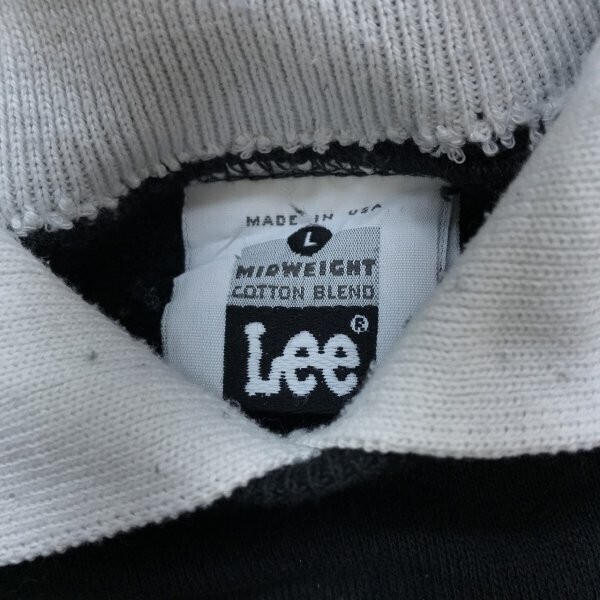 MADE IN USA
L
MIDWEIGHT
COTTON BLEND
Lee®